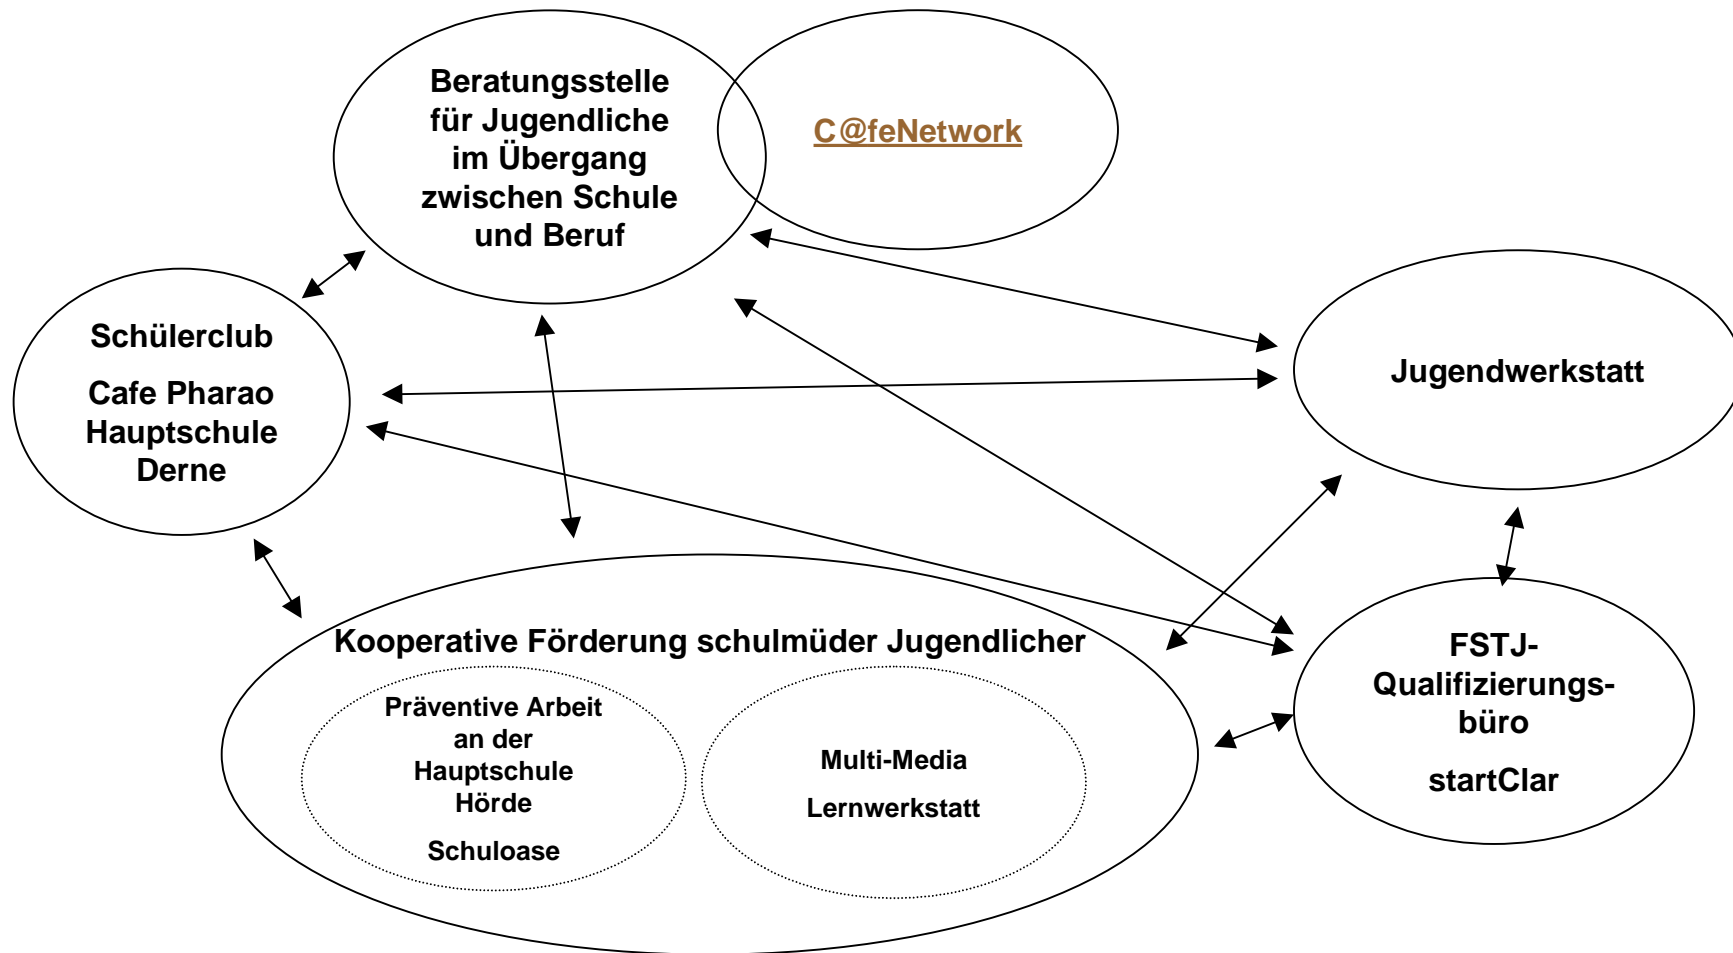 Beratungsstelle
für Jugendliche
im Übergang
zwischen Schule
und Beruf
C@feNetwork
Schülerclub
Cafe Pharao
Hauptschule
Derne
Jugendwerkstatt
Kooperative Förderung schulmüder Jugendlicher
Präventive Arbeit
an der
Hauptschule
Hörde
Schuloase
Multi-Media
Lernwerkstatt
FSTJ-
Qualifizierungs-
büro
startClar